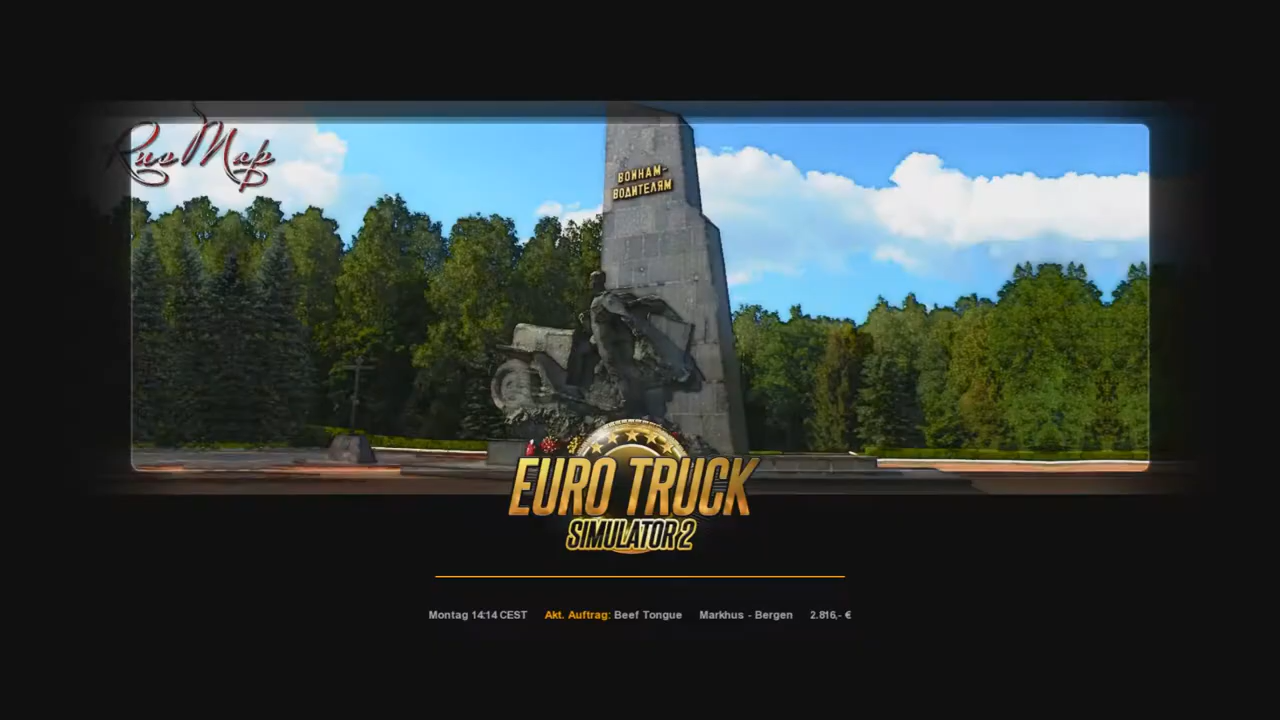 RusMap
ВОИНАМ-
ВОДИТЕЛЯМ
EURO TRUCK
SIMULATOR 2
Montag 14:14 CEST Akt. Auftrag: Beef Tongue Markhus - Bergen 2.816,- €